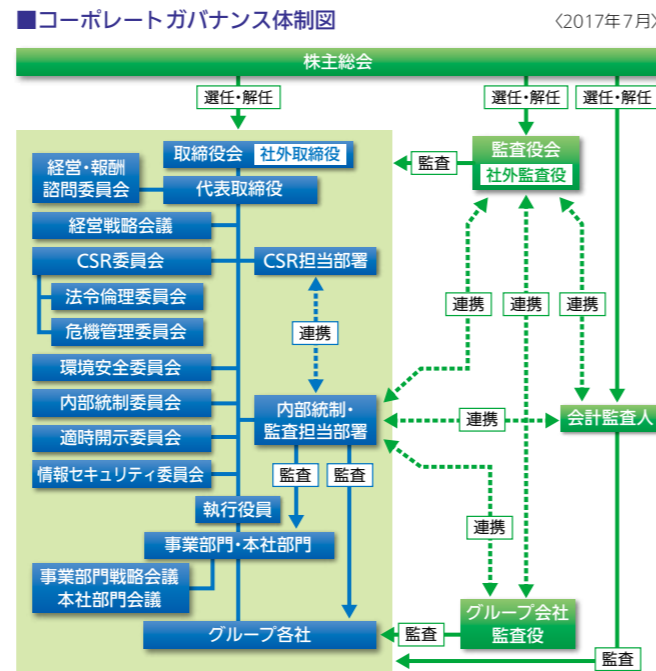 ■コーポレートガバナンス体制図
〈2017年7月〉
株主総会
選任・解任
選任・解任
選任・解任
取締役会 社外取締役
監査
監査役会
社外監査役
経営・報酬
諮問委員会
代表取締役
経営戦略会議
CSR委員会
CSR担当部署
法令倫理委員会
危機管理委員会
連携
連携
連携
連携
環境安全委員会
内部統制委員会
内部統制・
監査担当部署
連携
会計監査人
適時開示委員会
情報セキュリティ委員会
監査
監査
執行役員
連携
事業部門・本社部門
事業部門戦略会議
本社部門会議
グループ各社
監査
グループ会社
監査役
監査